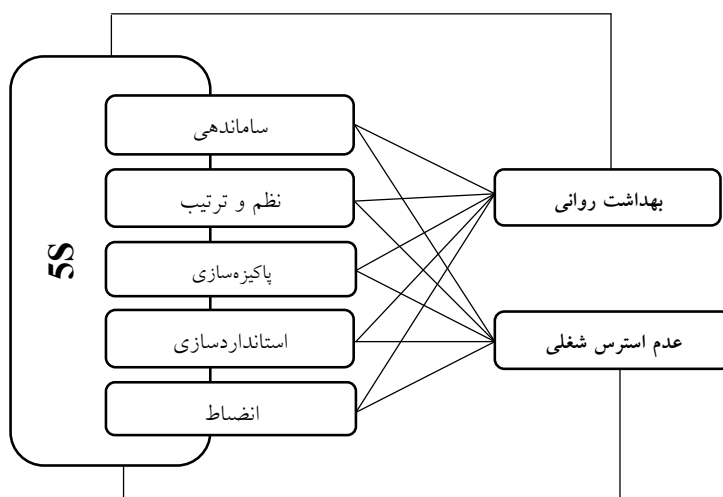 5S
ساماندهی
نظم و ترتیب
پاکیزه‌سازی
استانداردسازی
انضباط
بهداشت روانی
عدم استرس شغلی